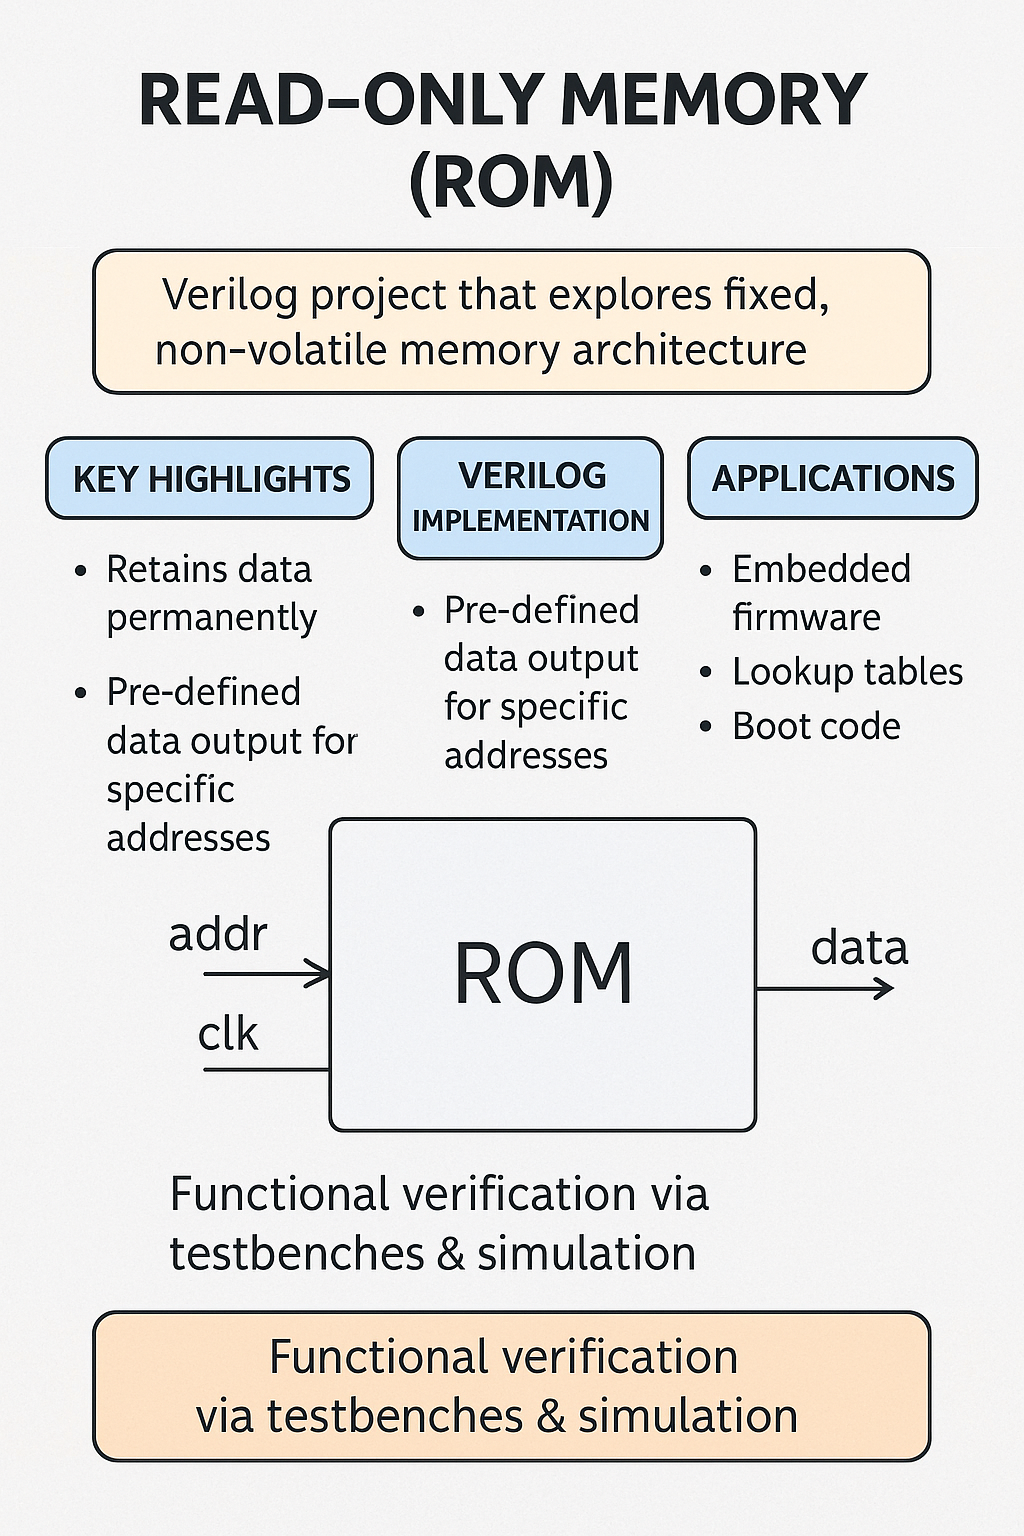 READ–ONLY MEMORY
(ROM)
Verilog project that explores fixed,
non-volatile memory architecture
KEY HIGHLIGHTS
• Retains data
permanently
• Pre-defined
data output for
specific
addresses
VERILOG
IMPLEMENTATION
• Pre-defined
data output
for specific
addresses
APPLICATIONS
• Embedded
firmware
• Lookup tables
• Boot code
addr
clk
ROM
data
Functional verification via
testbenches & simulation
Functional verification
via testbenches & simulation